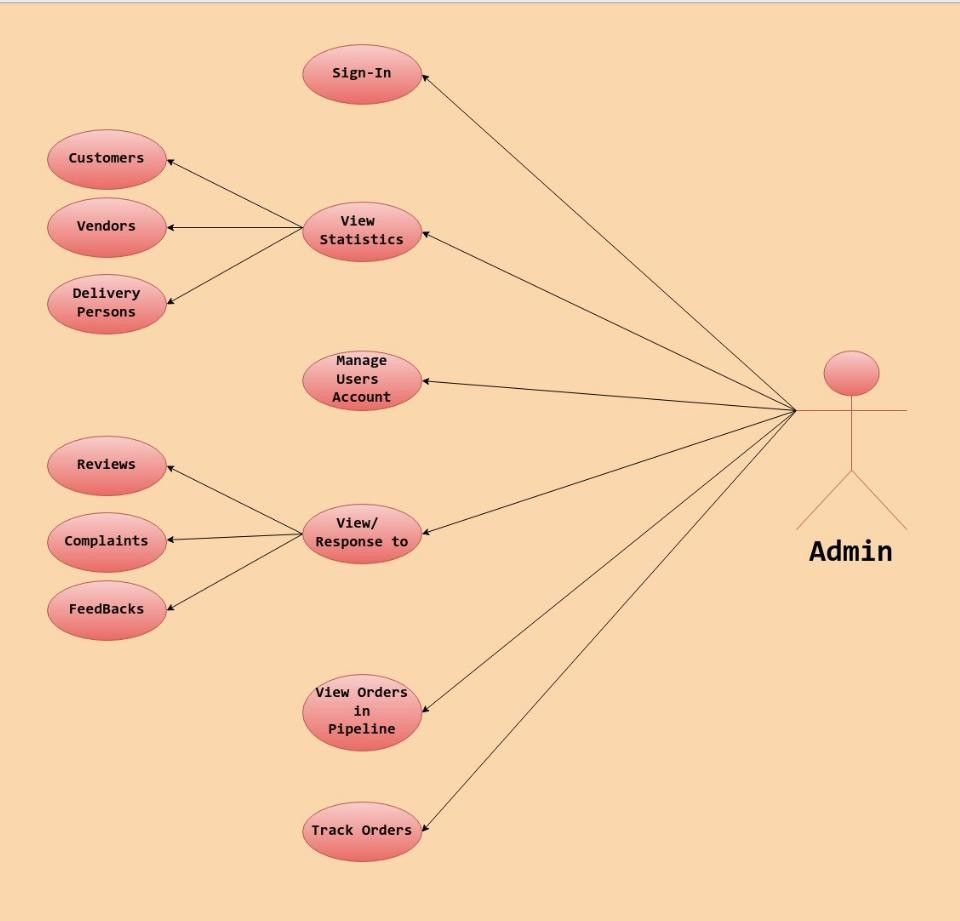 Sign-In
Customers
Vendors
Delivery
Persons
View
Statistics
Manage
Users
Account
Reviews
Complaints
FeedBacks
View/
Response to
View Orders
in
Pipeline
Track Orders
Admin